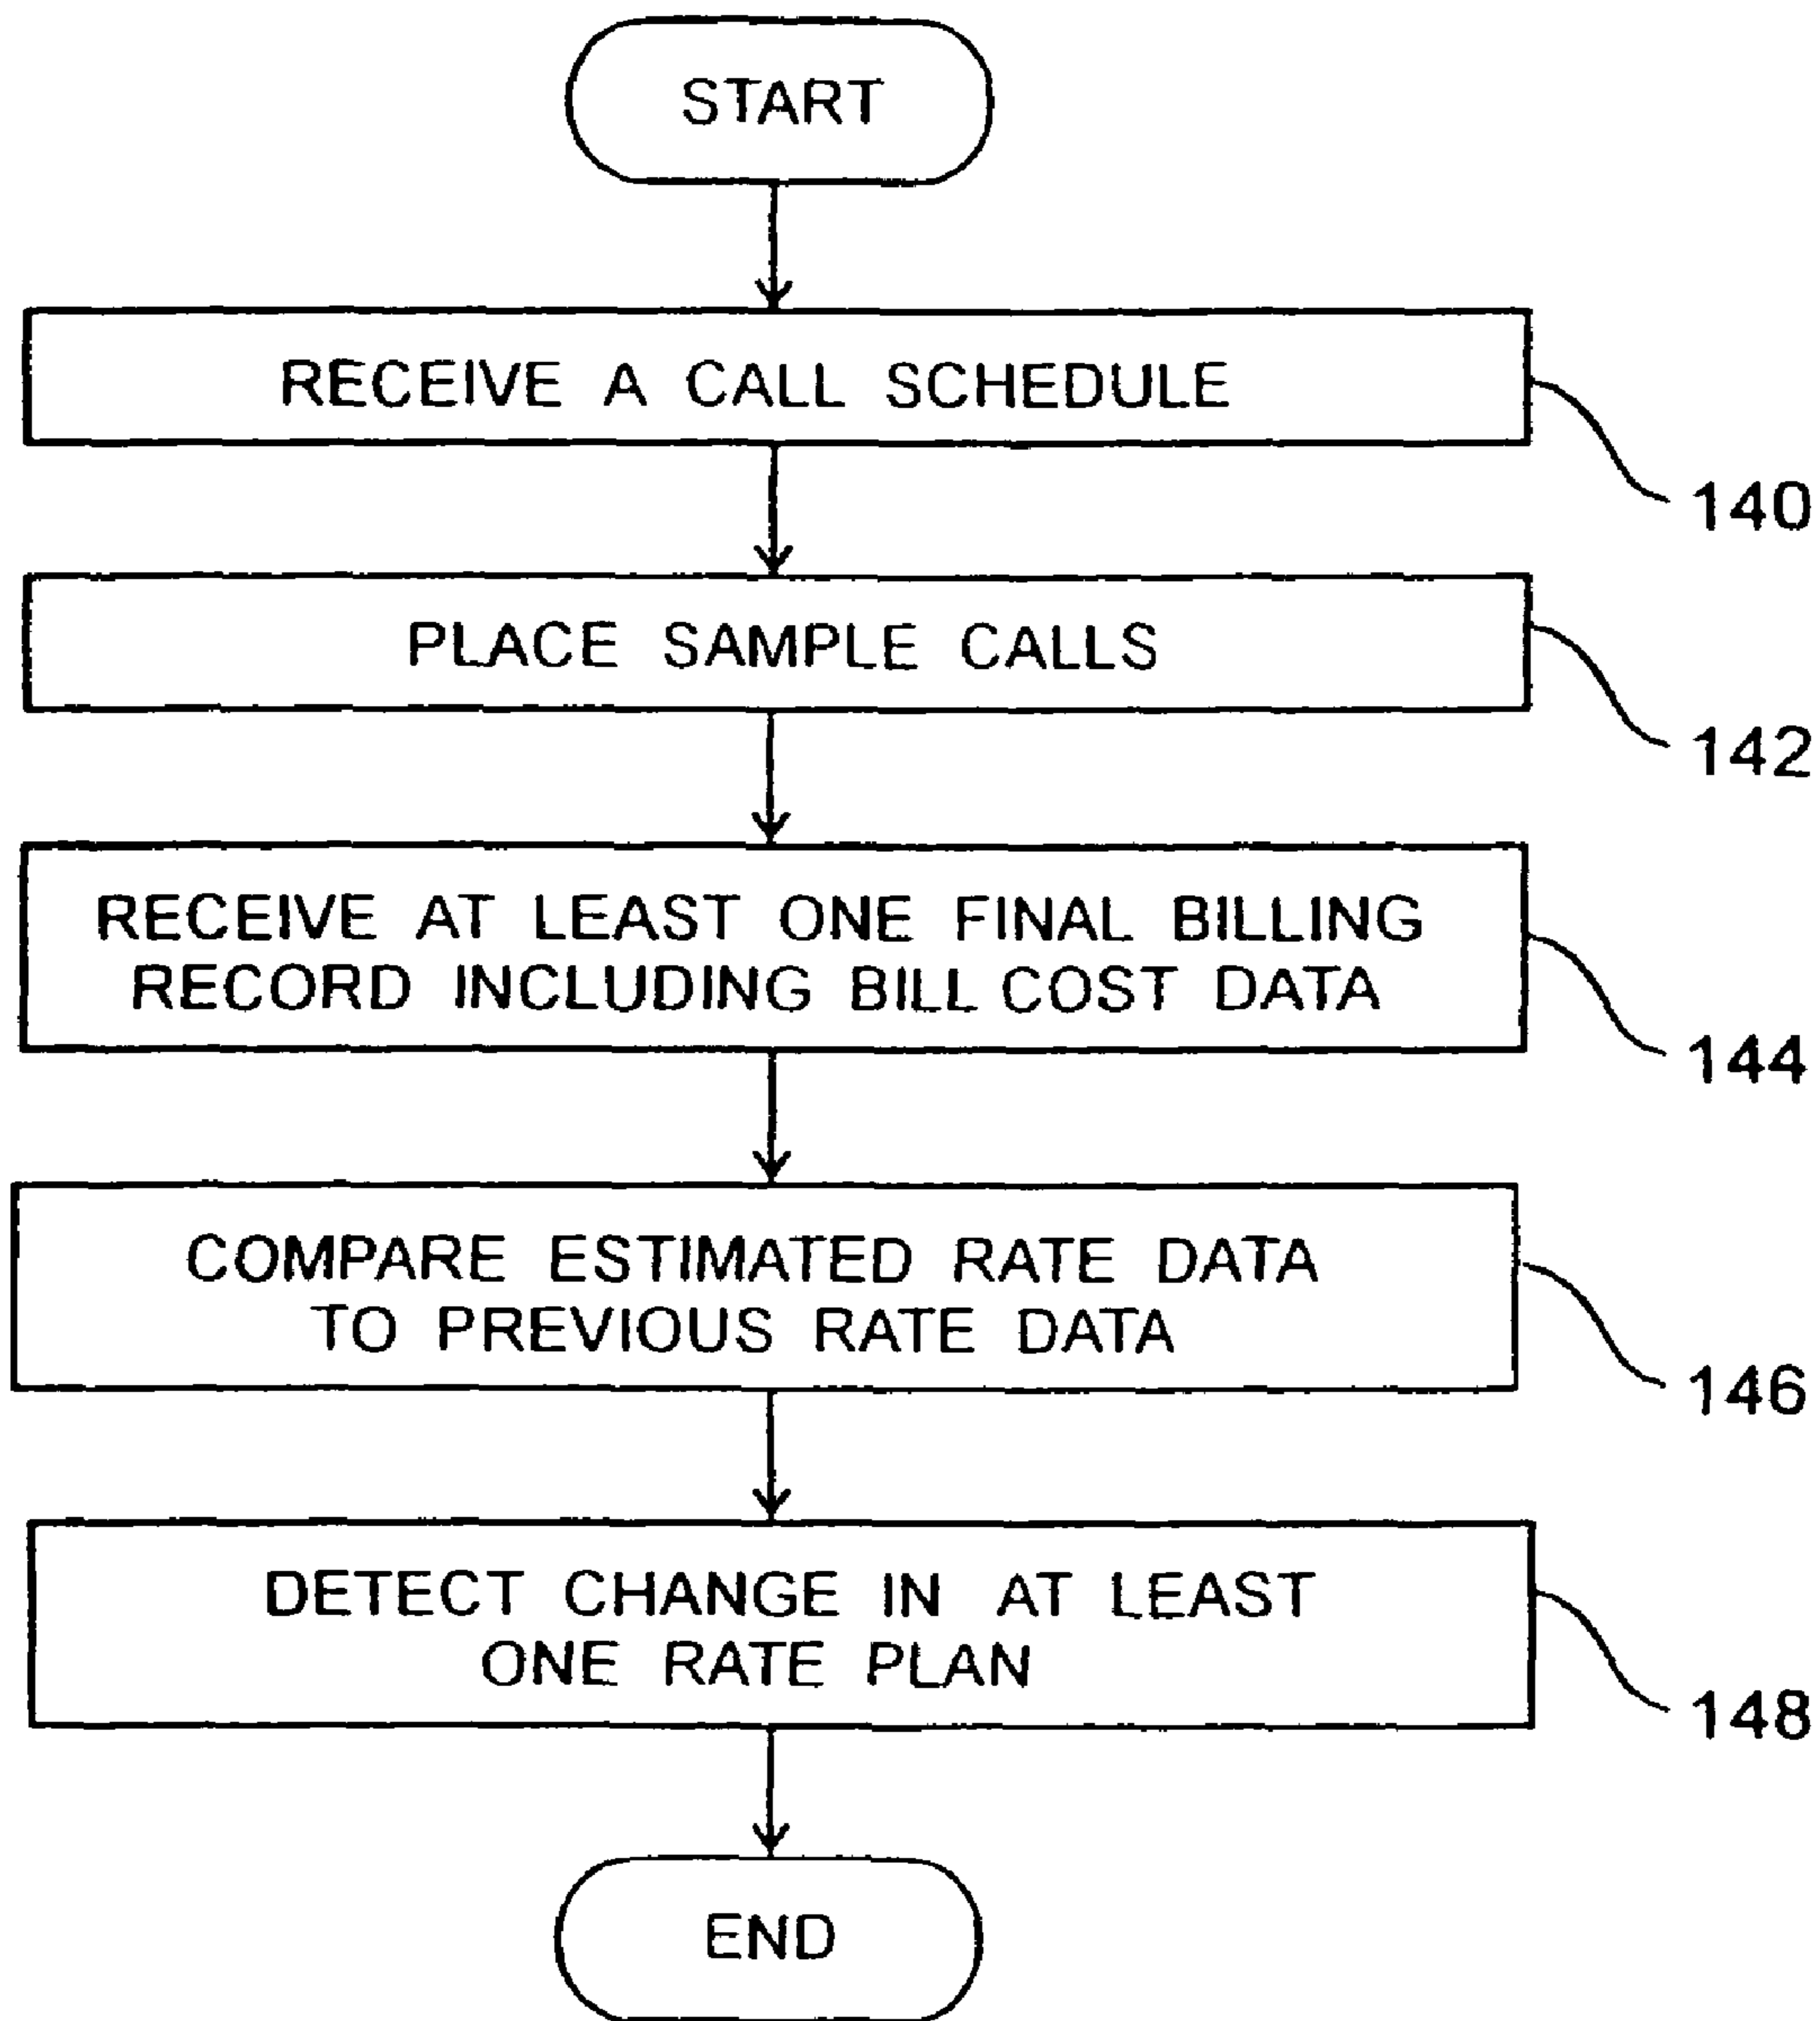 START
RECEIVE A CALL SCHEDULE
140
PLACE SAMPLE CALLS
142
RECEIVE AT LEAST ONE FINAL BILLING
RECORD INCLUDING BILL COST DATA
144
COMPARE ESTIMATED RATE DATA
TO PREVIOUS RATE DATA
146
DETECT CHANGE IN AT LEAST
ONE RATE PLAN
148
END